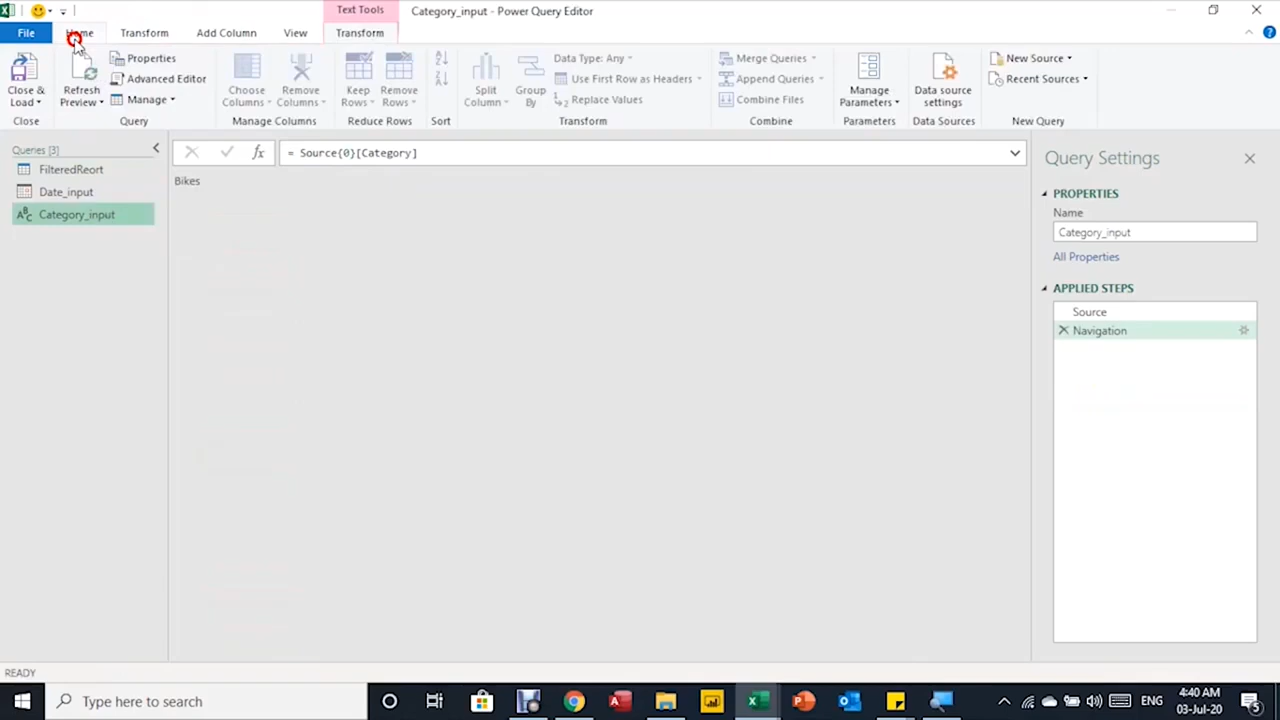 Text Tools
Category_input - Power Query Editor
File
Home
Transform
Add Column
View
Transform
Close & Load
Refresh Preview
Properties
Advanced Editor
Manage
Choose Columns
Remove Columns
Keep Rows
Remove Rows
Split Column
Group By
Data Type: Any
Use First Row as Headers
Replace Values
Merge Queries
Append Queries
Combine Files
Manage Parameters
Data source settings
New Source
Recent Sources
Close
Query
Manage Columns
Reduce Rows
Sort
Transform
Combine
Parameters
Data Sources
New Query
Queries [3]
FilteredReort
Date_input
Category_input
fx
= Source{0}[Category]
Bikes
Query Settings
PROPERTIES
Name
Category_input
All Properties
APPLIED STEPS
Source
Navigation
READY
Type here to search
ENG
4:40 AM
03-Jul-20
5